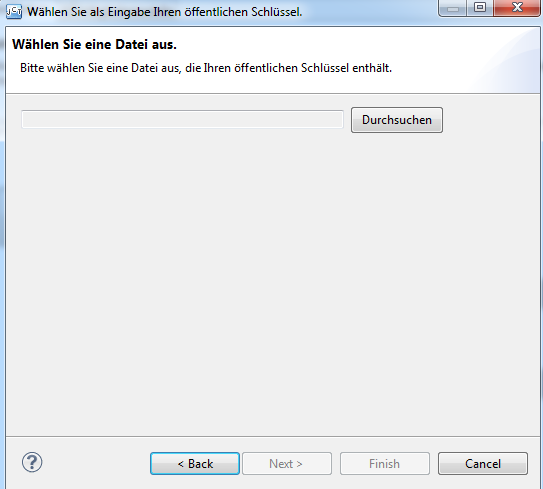 JCT Wählen Sie als Eingabe Ihren öffentlichen Schlüssel.
Wählen Sie eine Datei aus.
Bitte wählen Sie eine Datei aus, die Ihren öffentlichen Schlüssel enthält.
Durchsuchen
? < Back Next > Finish Cancel